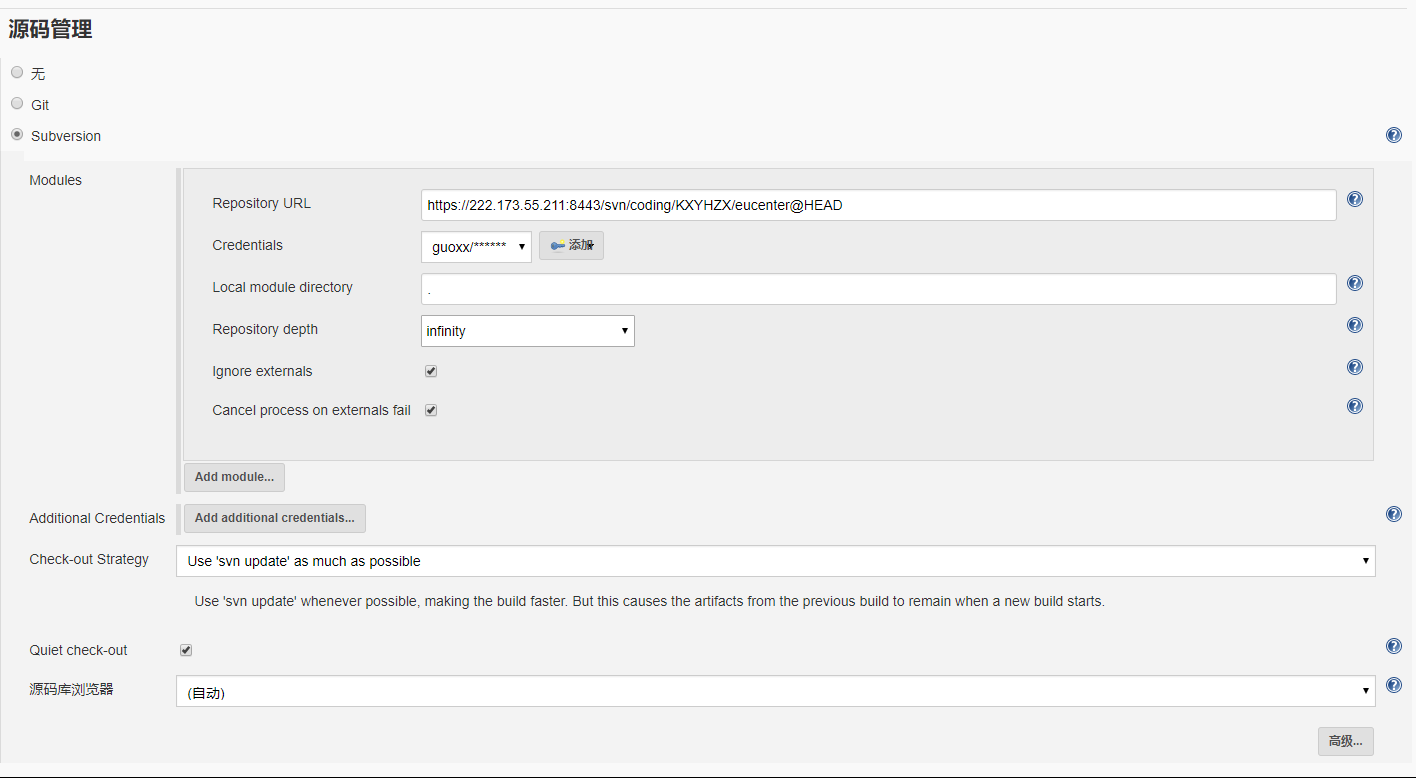 源码管理
无
Git
Subversion
Modules
Repository URL https://222.173.55.211:8443/svn/coding/KXYHZX/eucenter@HEAD
Credentials guoxx/****** 添加
Local module directory .
Repository depth infinity
Ignore externals
Cancel process on externals fail
Add module...
Additional Credentials Add additional credentials...
Check-out Strategy Use 'svn update' as much as possible
Use 'svn update' whenever possible, making the build faster. But this causes the artifacts from the previous build to remain when a new build starts.
Quiet check-out
源码库浏览器 (自动)
高级...